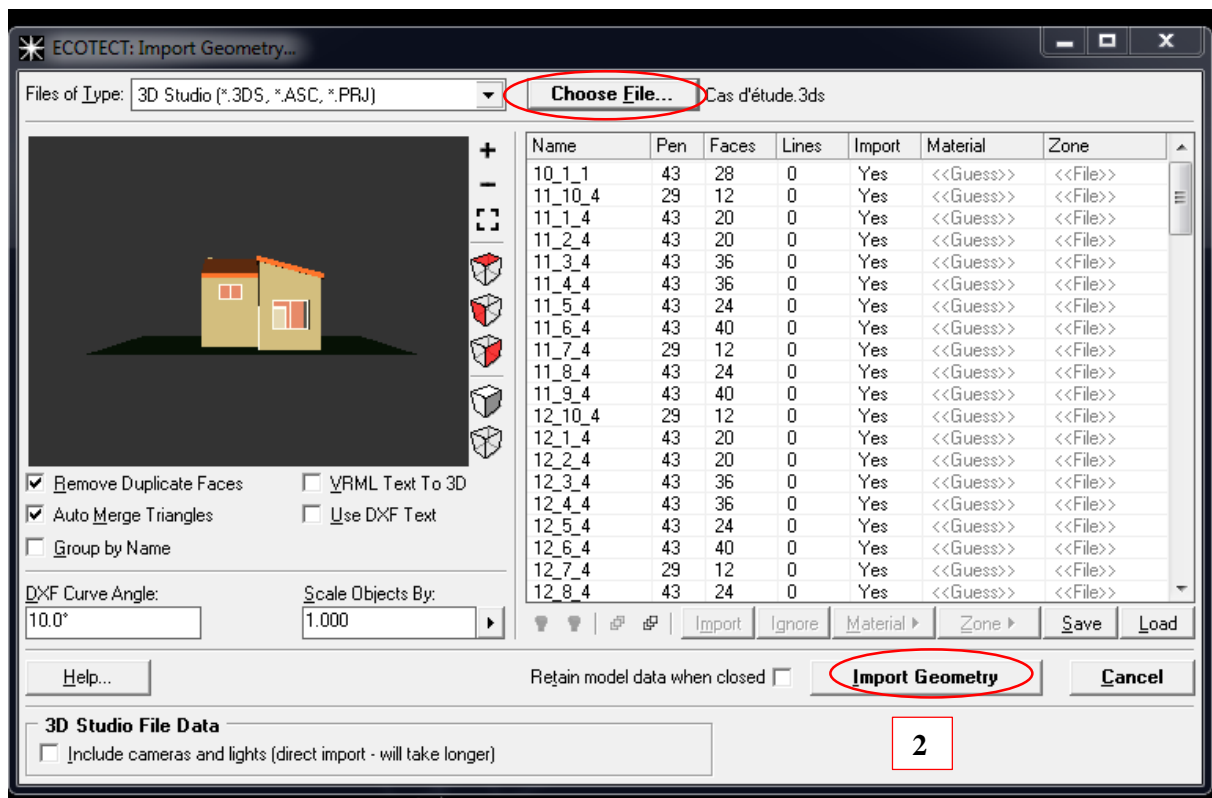 ECOTECT: Import Geometry...
Files of Type: 3D Studio (*.3DS, *.ASC, *.PRJ) Choose File... Cas d'étude.3ds
Name Pen Faces Lines Import Material Zone
10_1_1 43 28 0 Yes <<Guess>> <<File>>
11_10_4 29 12 0 Yes <<Guess>> <<File>>
11_1_4 43 20 0 Yes <<Guess>> <<File>>
11_2_4 43 20 0 Yes <<Guess>> <<File>>
11_3_4 43 36 0 Yes <<Guess>> <<File>>
11_4_4 43 36 0 Yes <<Guess>> <<File>>
11_5_4 43 24 0 Yes <<Guess>> <<File>>
11_6_4 43 40 0 Yes <<Guess>> <<File>>
11_7_4 29 12 0 Yes <<Guess>> <<File>>
11_8_4 43 24 0 Yes <<Guess>> <<File>>
11_9_4 43 40 0 Yes <<Guess>> <<File>>
12_10_4 29 12 0 Yes <<Guess>> <<File>>
12_1_4 43 20 0 Yes <<Guess>> <<File>>
12_2_4 43 20 0 Yes <<Guess>> <<File>>
12_3_4 43 36 0 Yes <<Guess>> <<File>>
12_4_4 43 36 0 Yes <<Guess>> <<File>>
12_5_4 43 24 0 Yes <<Guess>> <<File>>
12_6_4 43 40 0 Yes <<Guess>> <<File>>
12_7_4 29 12 0 Yes <<Guess>> <<File>>
12_8_4 43 24 0 Yes <<Guess>> <<File>>
Remove Duplicate Faces VRML Text To 3D
Auto Merge Triangles Use DXF Text
Group by Name
DXF Curve Angle: Scale Objects By:
10.0° 1.000
Import Ignore Material Zone Save Load
Help... Retain model data when closed Import Geometry Cancel
3D Studio File Data
Include cameras and lights (direct import - will take longer)
2